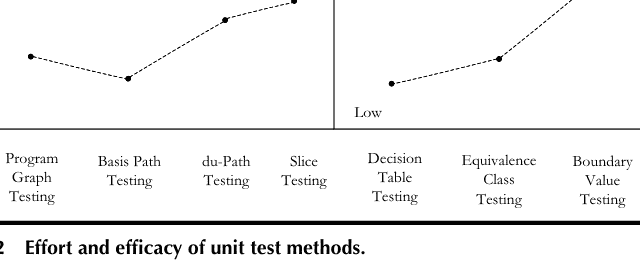 Low
Program Graph Testing
Basis Path Testing
du-Path Testing
Slice Testing
Decision Table Testing
Equivalence Class Testing
Boundary Value Testing
2 Effort and efficacy of unit test methods.